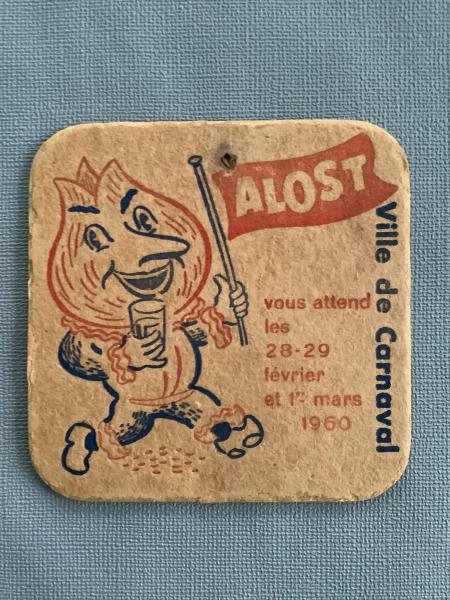 ALOST
Ville de Carnaval
vous attend
les
28-29
février
et 1er mars
1960